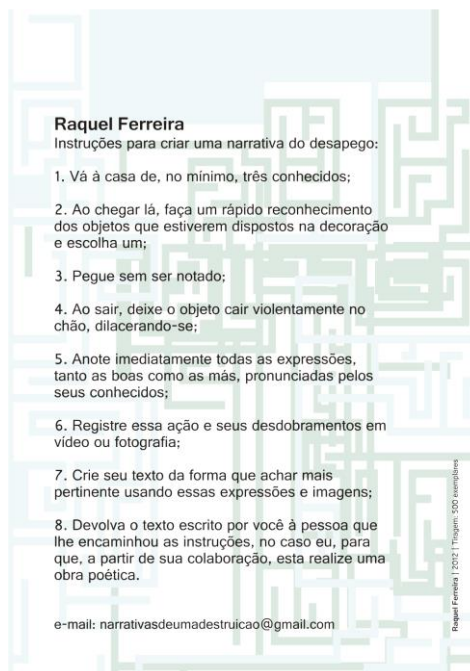 Raquel Ferreira
Instruções para criar uma narrativa do desapego:
1. Vá à casa de, no mínimo, três conhecidos;
2. Ao chegar lá, faça um rápido reconhecimento
dos objetos que estiverem dispostos na decoração
e escolha um;
3. Pegue sem ser notado;
4. Ao sair, deixe o objeto cair violentamente no
chão, dilacerando-se;
5. Anote imediatamente todas as expressões,
tanto as boas como as más, pronunciadas pelos
seus conhecidos;
6. Registre essa ação e seus desdobramentos em
vídeo ou fotografia;
7. Crie seu texto da forma que achar mais
pertinente usando essas expressões e imagens;
8. Devolva o texto escrito por você à pessoa que
lhe encaminhou as instruções, no caso eu, para
que, a partir de sua colaboração, esta realize uma
obra poética.
e-mail: narrativasdeumadestruicao@gmail.com
Raquel Ferreira | 2012 | Tiragem: 500 exemplares